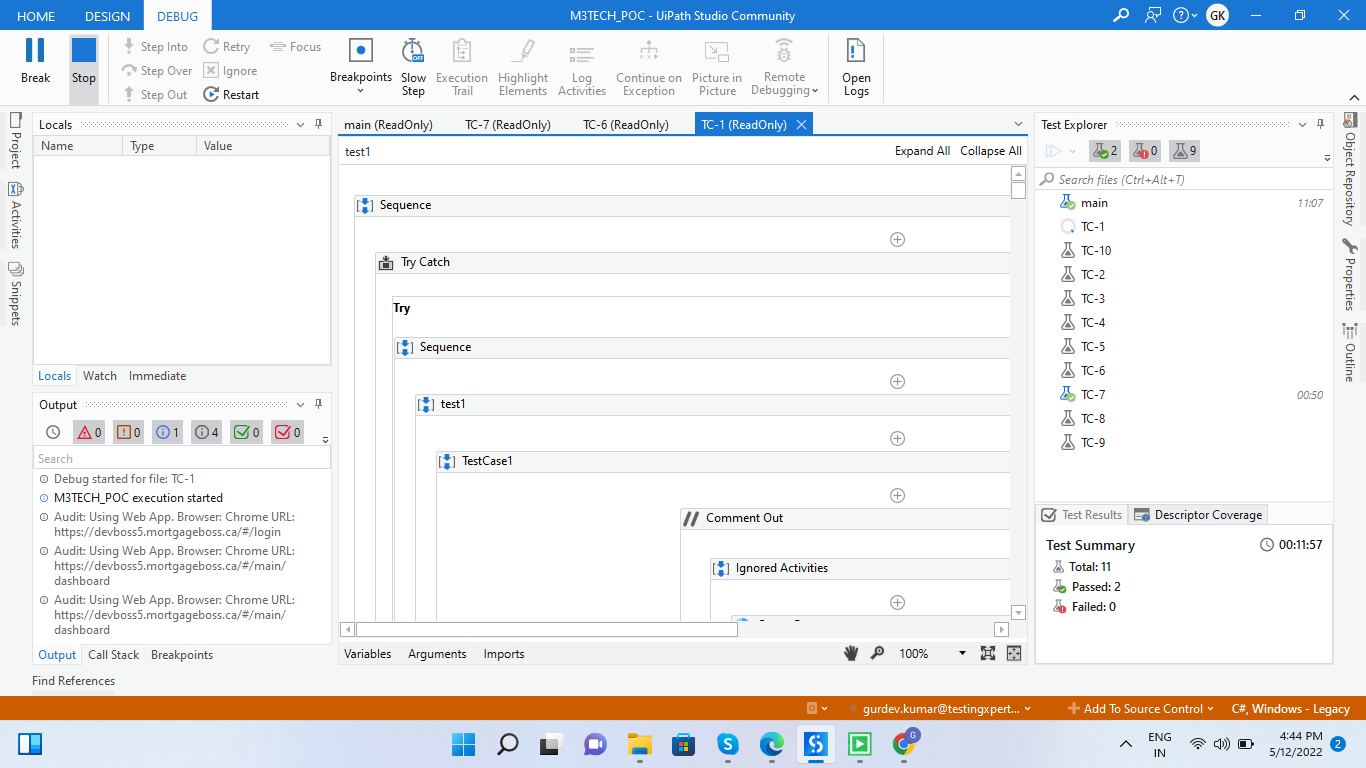 HOME
DESIGN
DEBUG
M3TECH_POC - UiPath Studio Community
GK
Break
Stop
Step Into
Step Over
Step Out
Retry
Ignore
Restart
Focus
Breakpoints
Slow
Step
OFF
Execution
Trail
Highlight
Elements
Log
Activities
Continue on
Exception
Picture in
Picture
Remote
Debugging
Open
Logs
Project
Activities
Snippets
Locals
Name
Type
Value
Locals
Watch
Immediate
Output
0
0
1
4
0
0
Search
Debug started for file: TC-1
M3TECH_POC execution started
Audit: Using Web App. Browser: Chrome URL:
https://devboss5.mortgageboss.ca/#/login
Audit: Using Web App. Browser: Chrome URL:
https://devboss5.mortgageboss.ca/#/main/
dashboard
Audit: Using Web App. Browser: Chrome URL:
https://devboss5.mortgageboss.ca/#/main/
dashboard
Output
Call Stack
Breakpoints
Find References
main (ReadOnly)
TC-7 (ReadOnly)
TC-6 (ReadOnly)
TC-1 (ReadOnly)
test1
Expand All
Collapse All
Sequence
Try Catch
Try
Sequence
test1
TestCase1
Comment Out
Ignored Activities
Variables
Arguments
Imports
100%
Test Explorer
2
0
9
Search files (Ctrl+Alt+T)
main 11:07
TC-1
TC-10
TC-2
TC-3
TC-4
TC-5
TC-6
TC-7 00:50
TC-8
TC-9
Test Results
Descriptor Coverage
Test Summary
00:11:57
Total: 11
Passed: 2
Failed: 0
Object Repository
Properties
Outline
gurdev.kumar@testingxpert...
Add To Source Control
C#, Windows - Legacy
G
ENG
IN
4:44 PM
5/12/2022
2